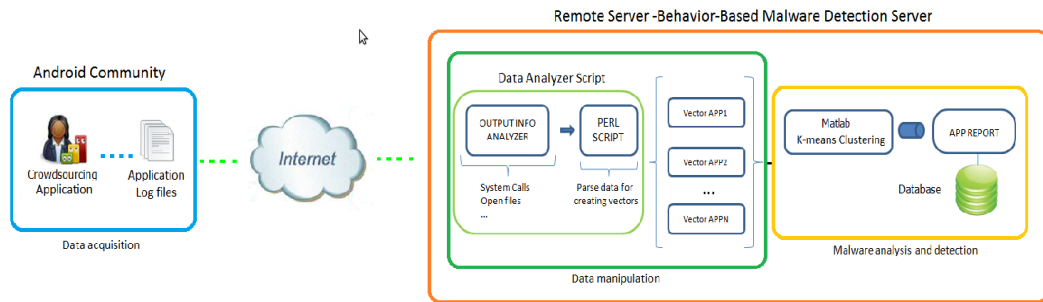 Remote Server -Behavior-Based Malware Detection Server
Android Community
Crowdsourcing
Application
Application
Log files
Data acquisition
Internet
Data Analyzer Script
OUTPUT INFO
ANALYZER
PERL
SCRIPT
System Calls
Open files
...
Parse data for
creating vectors
Vector APP1
Vector APP2
...
Vector APPN
Data manipulation
Matlab
K-means Clustering
APP REPORT
Database
Malware analysis and detection